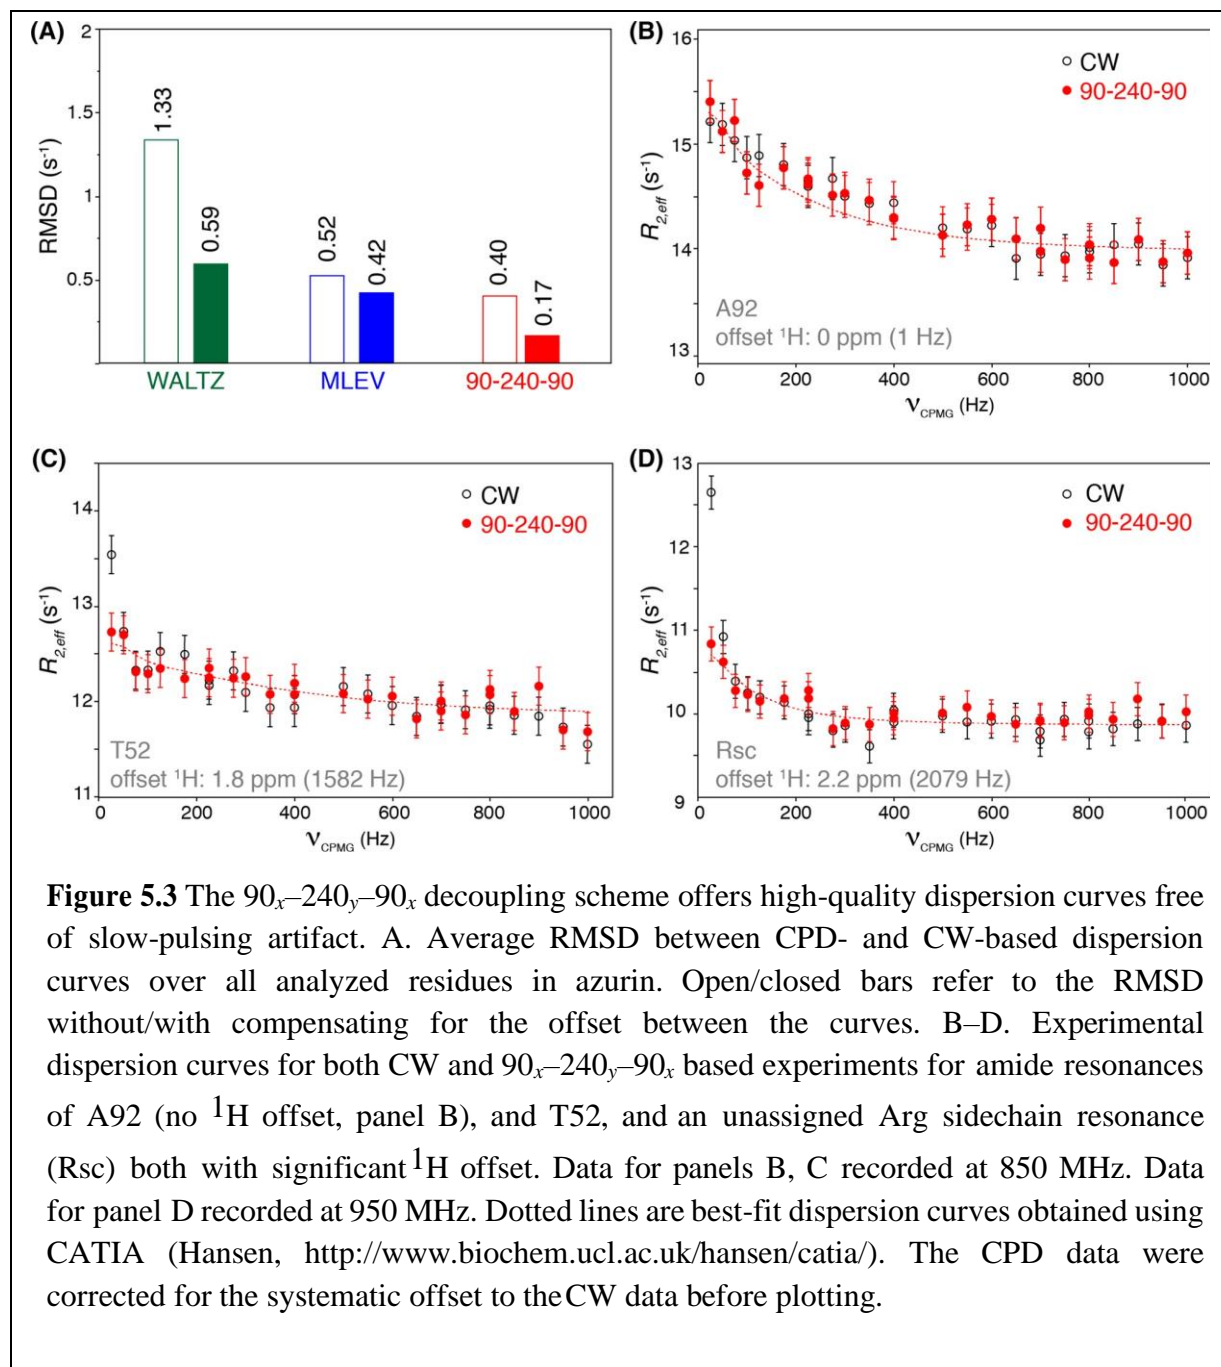 (A)
2
1.5
1
0.5
RMSD (s-1)
1.33
0.59
0.52
0.42
0.40
0.17
WALTZ MLEV 90-240-90
(B)
16
15
14
13
R2,eff (s-1)
CW
90-240-90
A92
offset 1H: 0 ppm (1 Hz)
0 200 400 600 800 1000
νCPMG (Hz)
(C)
14
13
12
11
R2,eff (s-1)
CW
90-240-90
T52
offset 1H: 1.8 ppm (1582 Hz)
0 200 400 600 800 1000
νCPMG (Hz)
(D)
13
12
11
10
9
R2,eff (s-1)
CW
90-240-90
Rsc
offset 1H: 2.2 ppm (2079 Hz)
0 200 400 600 800 1000
νCPMG (Hz)
Figure 5.3 The 90x–240y–90x decoupling scheme offers high-quality dispersion curves free
of slow-pulsing artifact. A. Average RMSD between CPD- and CW-based dispersion
curves over all analyzed residues in azurin. Open/closed bars refer to the RMSD
without/with compensating for the offset between the curves. B–D. Experimental
dispersion curves for both CW and 90x–240y–90x based experiments for amide resonances
of A92 (no 1H offset, panel B), and T52, and an unassigned Arg sidechain resonance
(Rsc) both with significant 1H offset. Data for panels B, C recorded at 850 MHz. Data
for panel D recorded at 950 MHz. Dotted lines are best-fit dispersion curves obtained using
CATIA (Hansen, http://www.biochem.ucl.ac.uk/hansen/catia/). The CPD data were
corrected for the systematic offset to the CW data before plotting.